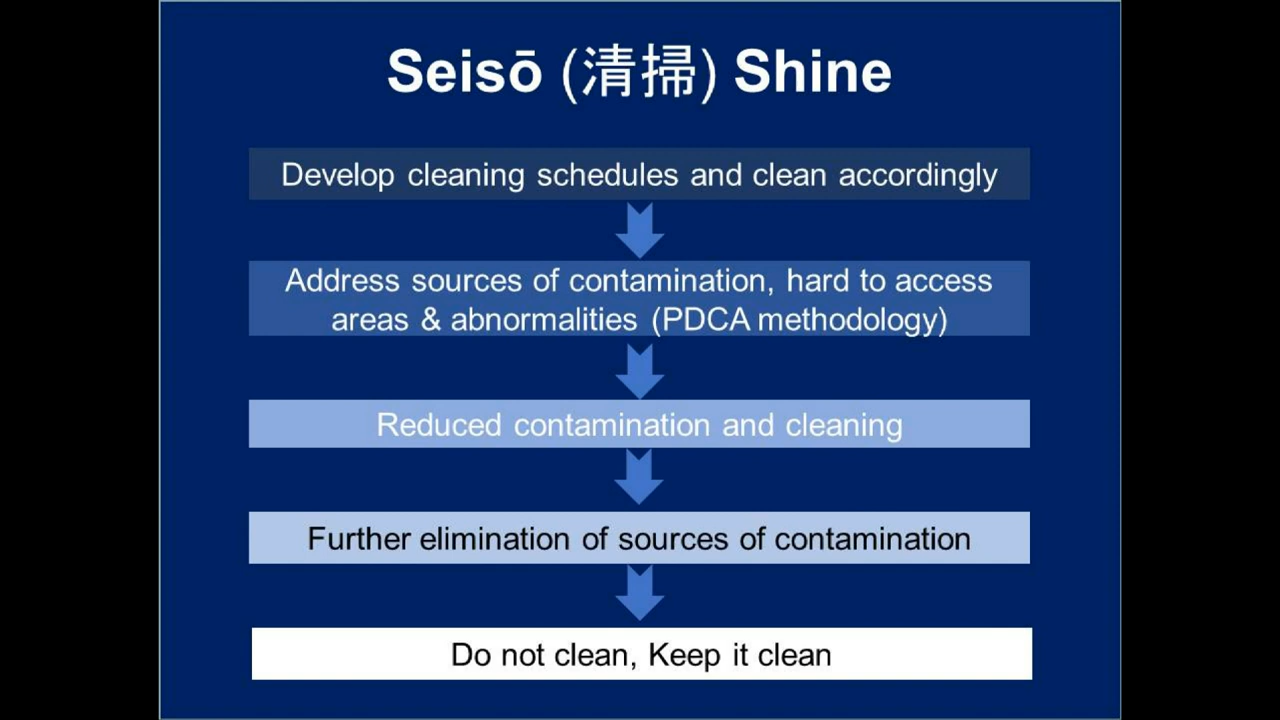 Seisō (清掃) Shine
Develop cleaning schedules and clean accordingly
Address sources of contamination, hard to access
areas & abnormalities (PDCA methodology)
Reduced contamination and cleaning
Further elimination of sources of contamination
Do not clean, Keep it clean